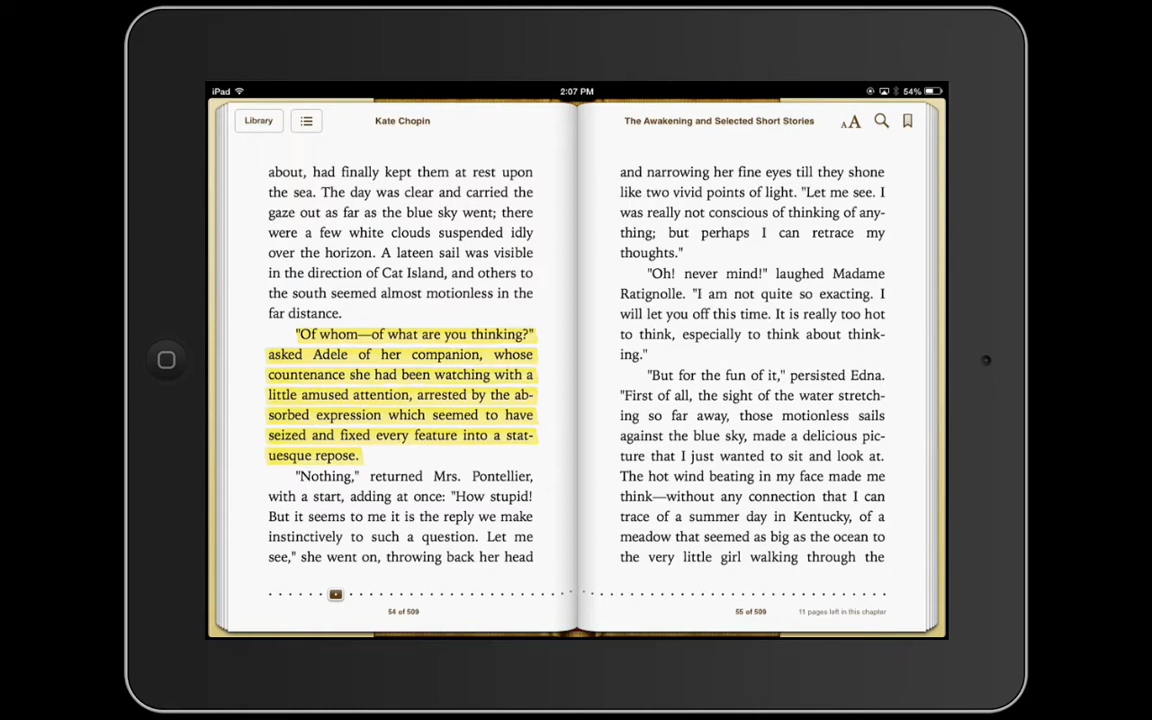 iPad
2:07 PM
54%
Library
Kate Chopin
The Awakening and Selected Short Stories
AA
about, had finally kept them at rest upon
the sea. The day was clear and carried the
gaze out as far as the blue sky went; there
were a few white clouds suspended idly
over the horizon. A lateen sail was visible
in the direction of Cat Island, and others to
the south seemed almost motionless in the
far distance.
"Of whom—of what are you thinking?"
asked Adele of her companion, whose
countenance she had been watching with a
little amused attention, arrested by the ab-
sorbed expression which seemed to have
seized and fixed every feature into a stat-
uesque repose.
"Nothing," returned Mrs. Pontellier,
with a start, adding at once: "How stupid!
But it seems to me it is the reply we make
instinctively to such a question. Let me
see," she went on, throwing back her head
54 of 509
and narrowing her fine eyes till they shone
like two vivid points of light. "Let me see. I
was really not conscious of thinking of any-
thing; but perhaps I can retrace my
thoughts."
"Oh! never mind!" laughed Madame
Ratignolle. "I am not quite so exacting. I
will let you off this time. It is really too hot
to think, especially to think about think-
ing."
"But for the fun of it," persisted Edna.
"First of all, the sight of the water stretch-
ing so far away, those motionless sails
against the blue sky, made a delicious pic-
ture that I just wanted to sit and look at.
The hot wind beating in my face made me
think—without any connection that I can
trace of a summer day in Kentucky, of a
meadow that seemed as big as the ocean to
the very little girl walking through the
55 of 509
11 pages left in this chapter